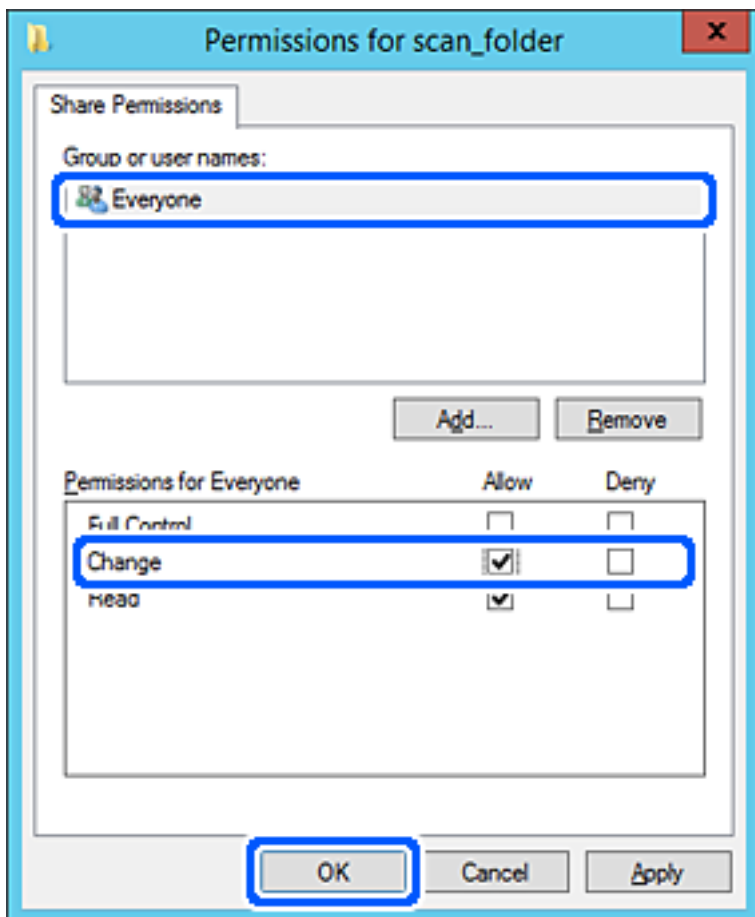 Permissions for scan_folder
Share Permissions
Group or user names:
Everyone
Add... Remove
Permissions for Everyone Allow Deny
Full Control
Change
Read
OK Cancel Apply